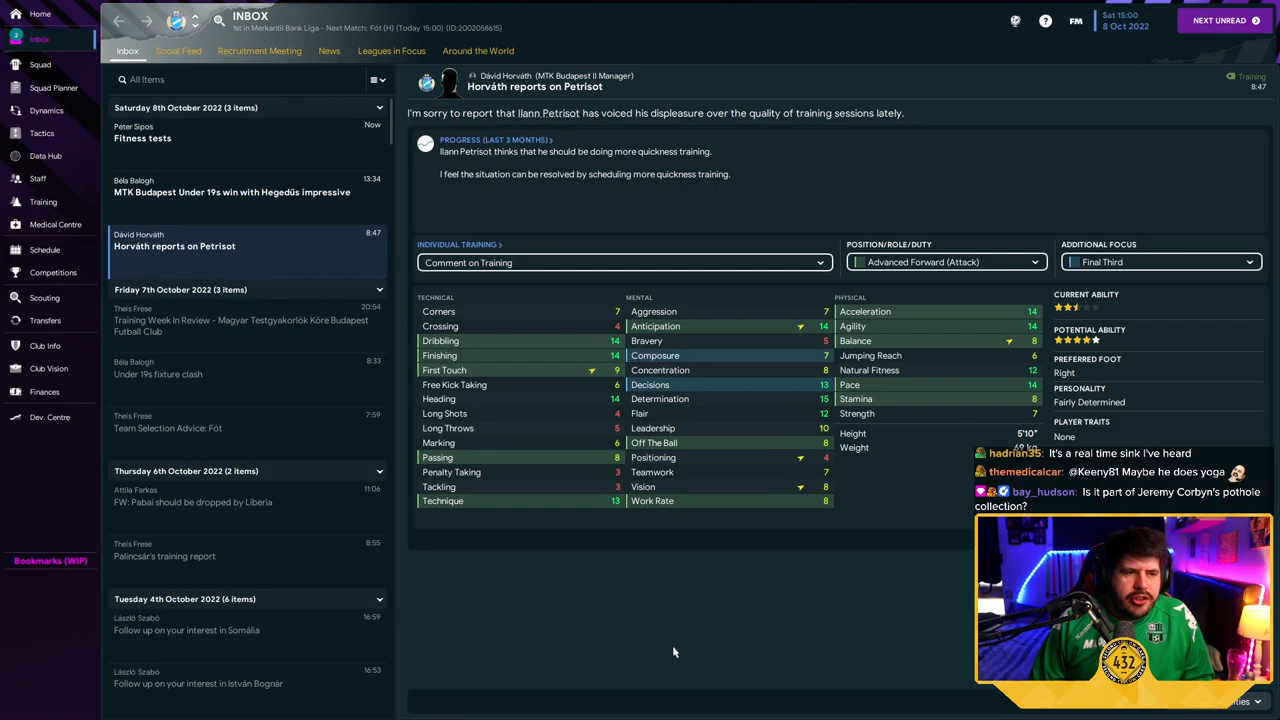 Home
2
Inbox
Squad
Squad Planner
Dynamics
Tactics
Data Hub
Staff
Training
Medical Centre
Schedule
Competitions
Scouting
Transfers
Club Info
Club Vision
Finances
Dev. Centre
Bookmarks (WIP)
INBOX
1st in Merkantil Bank Liga - Next Match: Fót (H) (Today 15:00) (ID:2002058615)
FM
Sat 15:00
8 Oct 2022
NEXT UNREAD
Inbox
Social Feed
Recruitment Meeting
News
Leagues in Focus
Around the World
All Items
Saturday 8th October 2022 (3 items)
Péter Sipos
Now
Fitness tests
Béla Balogh
13:34
MTK Budapest Under 19s win with Hegedűs impressive
Dávid Horváth
8:47
Horváth reports on Petrisot
Friday 7th October 2022 (3 items)
Theis Frese
20:54
Training Week In Review - Magyar Testgyakorlók Köre Budapest
Futball Club
Béla Balogh
8:33
Under 19s fixture clash
Theis Frese
7:59
Team Selection Advice: Fót
Thursday 6th October 2022 (2 items)
Attila Farkas
11:06
FW: Pabai should be dropped by Liberia
Theis Frese
8:55
Palincsár's training report
Tuesday 4th October 2022 (6 items)
László Szabó
16:59
Follow up on your interest in Somália
László Szabó
16:53
Follow up on your interest in István Bognár
Dávid Horváth (MTK Budapest II Manager)
Horváth reports on Petrisot
Training
8:47
I'm sorry to report that Ilann Petrisot has voiced his displeasure over the quality of training sessions lately.
PROGRESS (LAST 3 MONTHS)
Ilann Petrisot thinks that he should be doing more quickness training.
I feel the situation can be resolved by scheduling more quickness training.
INDIVIDUAL TRAINING
Comment on Training
POSITION/ROLE/DUTY
Advanced Forward (Attack)
ADDITIONAL FOCUS
Final Third
TECHNICAL
Corners 7
Crossing 4
Dribbling 14
Finishing 14
First Touch 9
Free Kick Taking 6
Heading 14
Long Shots 4
Long Throws 5
Marking 6
Passing 8
Penalty Taking 3
Tackling 3
Technique 13
MENTAL
Aggression 7
Anticipation 14
Bravery 5
Composure 7
Concentration 8
Decisions 13
Determination 15
Flair 12
Leadership 10
Off The Ball 8
Positioning 4
Teamwork 7
Vision 8
Work Rate 8
PHYSICAL
Acceleration 14
Agility 14
Balance 8
Jumping Reach 6
Natural Fitness 12
Pace 14
Stamina 8
Strength 7
Height 5'10"
Weight
CURRENT ABILITY
POTENTIAL ABILITY
PREFERRED FOOT
Right
PERSONALITY
Fairly Determined
PLAYER TRAITS
None
hadrian35: It's a real time sink I've heard
themedicalcar: @Keeny81 Maybe he does yoga
bay_hudson: Is it part of Jeremy Corbyn's pothole
collection?
432